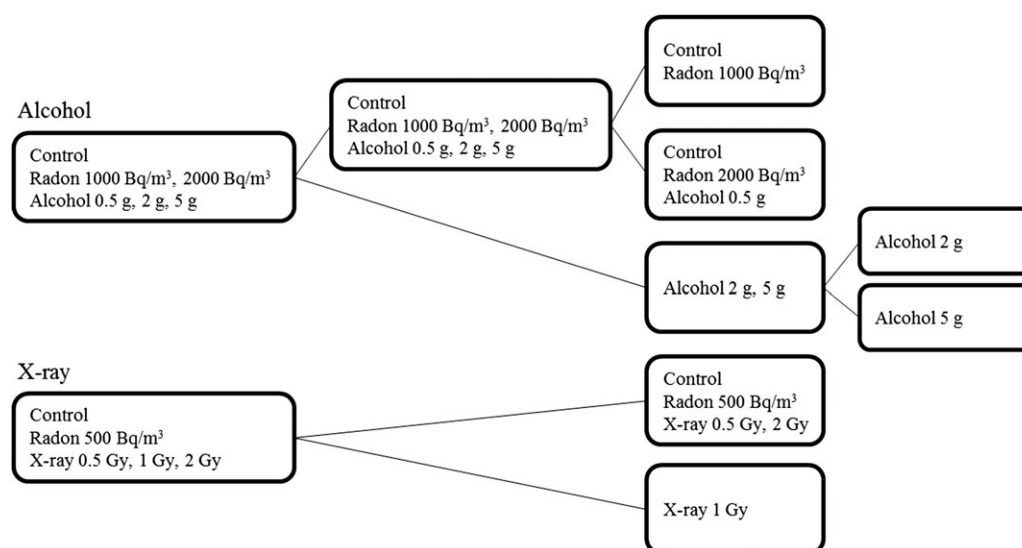 Alcohol
Control
Radon 1000 Bq/m³, 2000 Bq/m³
Alcohol 0.5 g, 2 g, 5 g
Control
Radon 1000 Bq/m³, 2000 Bq/m³
Alcohol 0.5 g, 2 g, 5 g
Control
Radon 1000 Bq/m³
Control
Radon 2000 Bq/m³
Alcohol 0.5 g
Alcohol 2 g, 5 g
Alcohol 2 g
Alcohol 5 g
X-ray
Control
Radon 500 Bq/m³
X-ray 0.5 Gy, 1 Gy, 2 Gy
Control
Radon 500 Bq/m³
X-ray 0.5 Gy, 2 Gy
X-ray 1 Gy